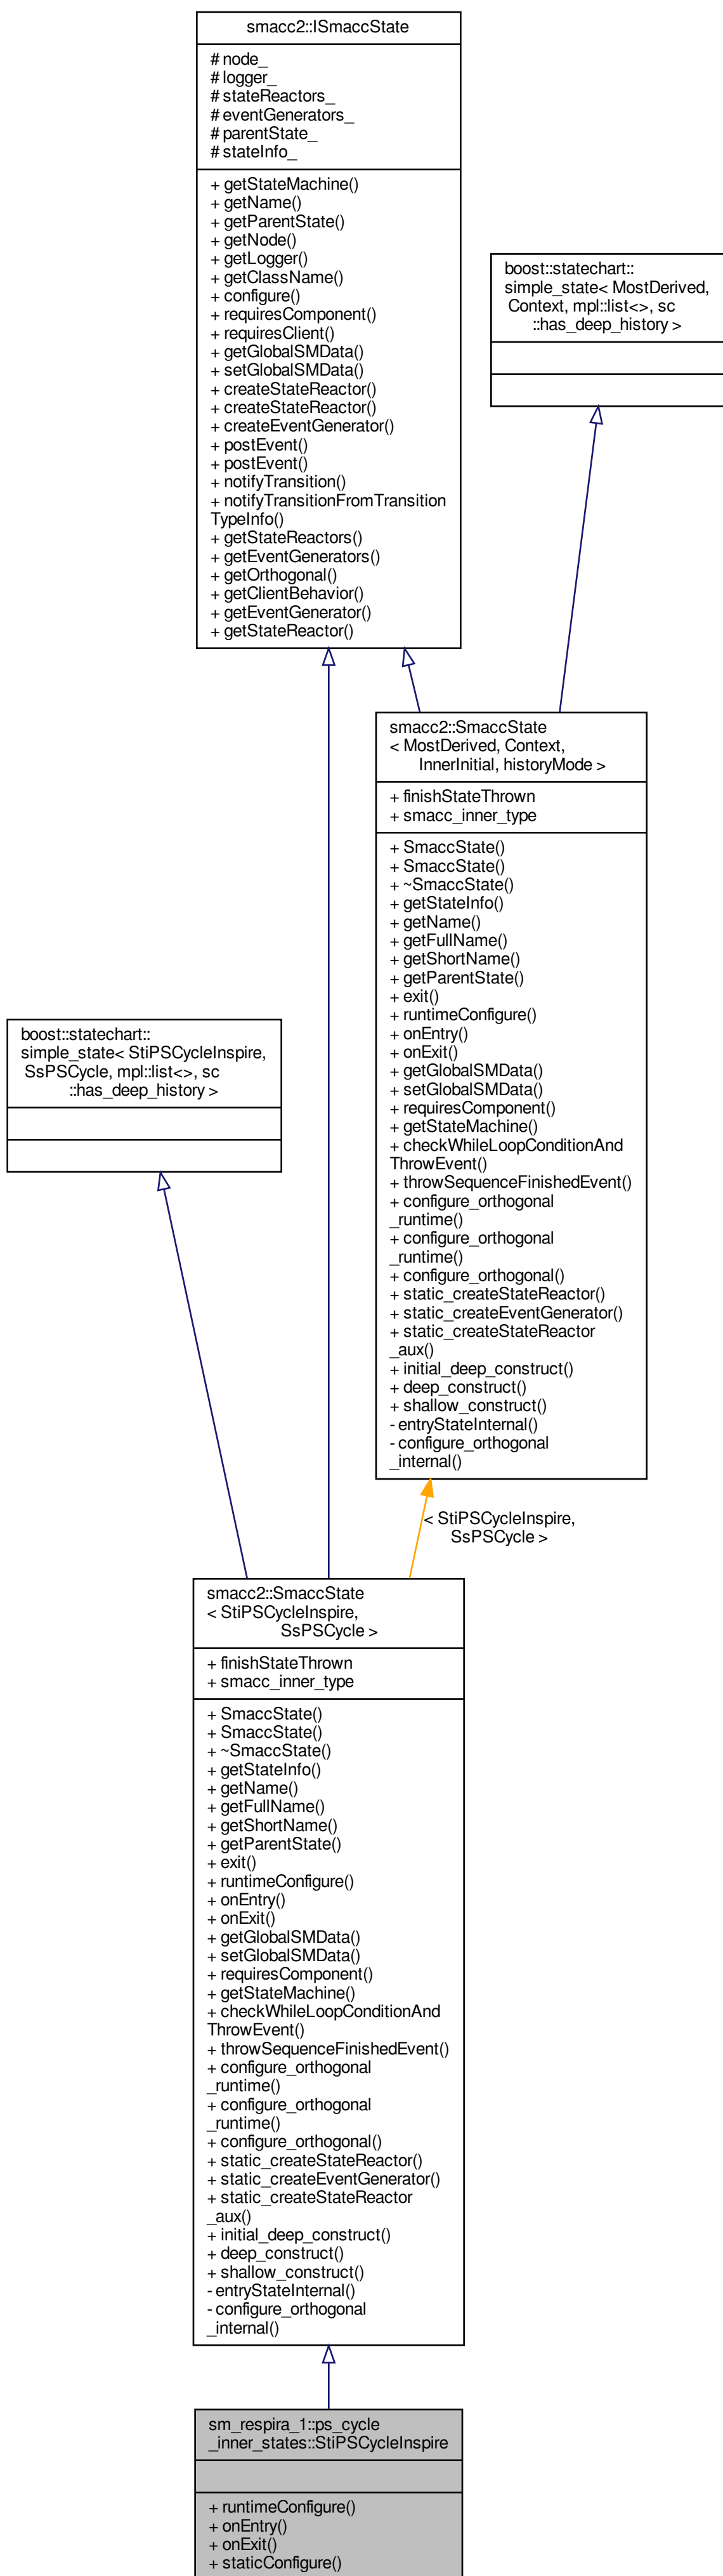 smacc2::ISmaccState
# node_
# logger_
# stateReactors_
# eventGenerators_
# parentState_
# stateInfo_
+ getStateMachine()
+ getName()
+ getParentState()
+ getNode()
+ getLogger()
+ getClassName()
+ configure()
+ requiresComponent()
+ requiresClient()
+ getGlobalSMData()
+ setGlobalSMData()
+ createStateReactor()
+ createStateReactor()
+ createEventGenerator()
+ postEvent()
+ postEvent()
+ notifyTransition()
+ notifyTransitionFromTransition
TypeInfo()
+ getStateReactors()
+ getEventGenerators()
+ getOrthogonal()
+ getClientBehavior()
+ getEventGenerator()
+ getStateReactor()
boost::statechart::
simple_state< MostDerived,
Context, mpl::list<>, sc
::has_deep_history >
smacc2::SmaccState
< MostDerived, Context,
InnerInitial, historyMode >
+ finishStateThrown
+ smacc_inner_type
+ SmaccState()
+ SmaccState()
+ ~SmaccState()
+ getStateInfo()
+ getName()
+ getFullName()
+ getShortName()
+ getParentState()
+ exit()
+ runtimeConfigure()
+ onEntry()
+ onExit()
+ getGlobalSMData()
+ setGlobalSMData()
+ requiresComponent()
+ getStateMachine()
+ checkWhileLoopConditionAnd
ThrowEvent()
+ throwSequenceFinishedEvent()
+ configure_orthogonal
_runtime()
+ configure_orthogonal
_runtime()
+ configure_orthogonal()
+ static_createStateReactor()
+ static_createEventGenerator()
+ static_createStateReactor
_aux()
+ initial_deep_construct()
+ deep_construct()
+ shallow_construct()
- entryStateInternal()
- configure_orthogonal
_internal()
boost::statechart::
simple_state< StiPSCycleInspire,
SsPSCycle, mpl::list<>, sc
::has_deep_history >
< StiPSCycleInspire,
SsPSCycle >
smacc2::SmaccState
< StiPSCycleInspire,
SsPSCycle >
+ finishStateThrown
+ smacc_inner_type
+ SmaccState()
+ SmaccState()
+ ~SmaccState()
+ getStateInfo()
+ getName()
+ getFullName()
+ getShortName()
+ getParentState()
+ exit()
+ runtimeConfigure()
+ onEntry()
+ onExit()
+ getGlobalSMData()
+ setGlobalSMData()
+ requiresComponent()
+ getStateMachine()
+ checkWhileLoopConditionAnd
ThrowEvent()
+ throwSequenceFinishedEvent()
+ configure_orthogonal
_runtime()
+ configure_orthogonal
_runtime()
+ configure_orthogonal()
+ static_createStateReactor()
+ static_createEventGenerator()
+ static_createStateReactor
_aux()
+ initial_deep_construct()
+ deep_construct()
+ shallow_construct()
- entryStateInternal()
- configure_orthogonal
_internal()
sm_respira_1::ps_cycle
_inner_states::StiPSCycleInspire
+ runtimeConfigure()
+ onEntry()
+ onExit()
+ staticConfigure()